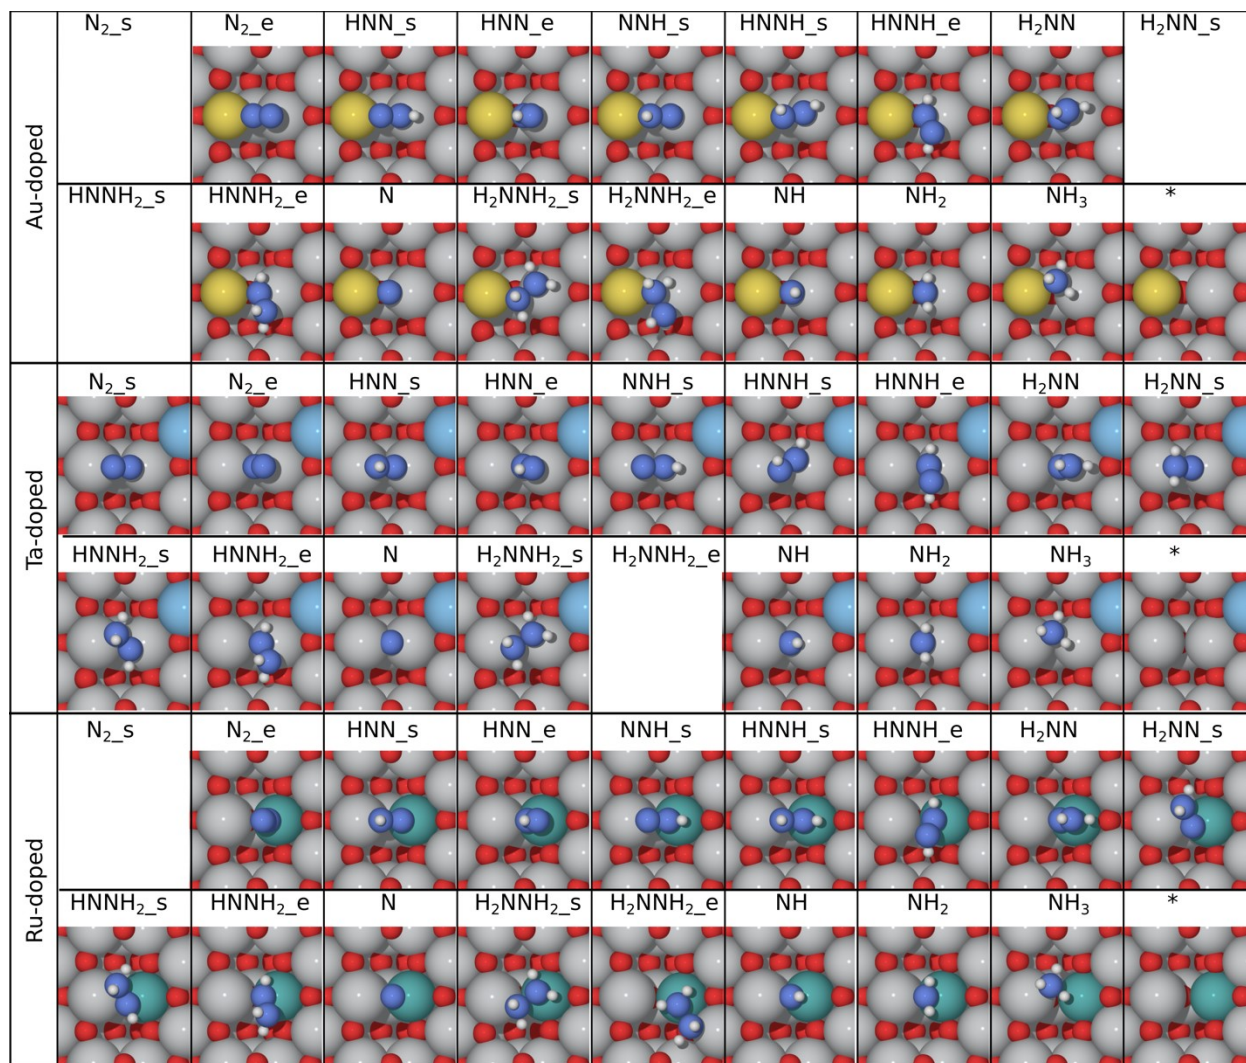 Au-doped
N₂_s N₂_e HNN_s HNN_e NNH_s HNNH_s HNNH_e H₂NN H₂NN_s
HNNH₂_s HNNH₂_e N H₂NNH₂_s H₂NNH₂_e NH NH₂ NH₃ *
Ta-doped
N₂_s N₂_e HNN_s HNN_e NNH_s HNNH_s HNNH_e H₂NN H₂NN_s
HNNH₂_s HNNH₂_e N H₂NNH₂_s H₂NNH₂_e NH NH₂ NH₃ *
Ru-doped
N₂_s N₂_e HNN_s HNN_e NNH_s HNNH_s HNNH_e H₂NN H₂NN_s
HNNH₂_s HNNH₂_e N H₂NNH₂_s H₂NNH₂_e NH NH₂ NH₃ *